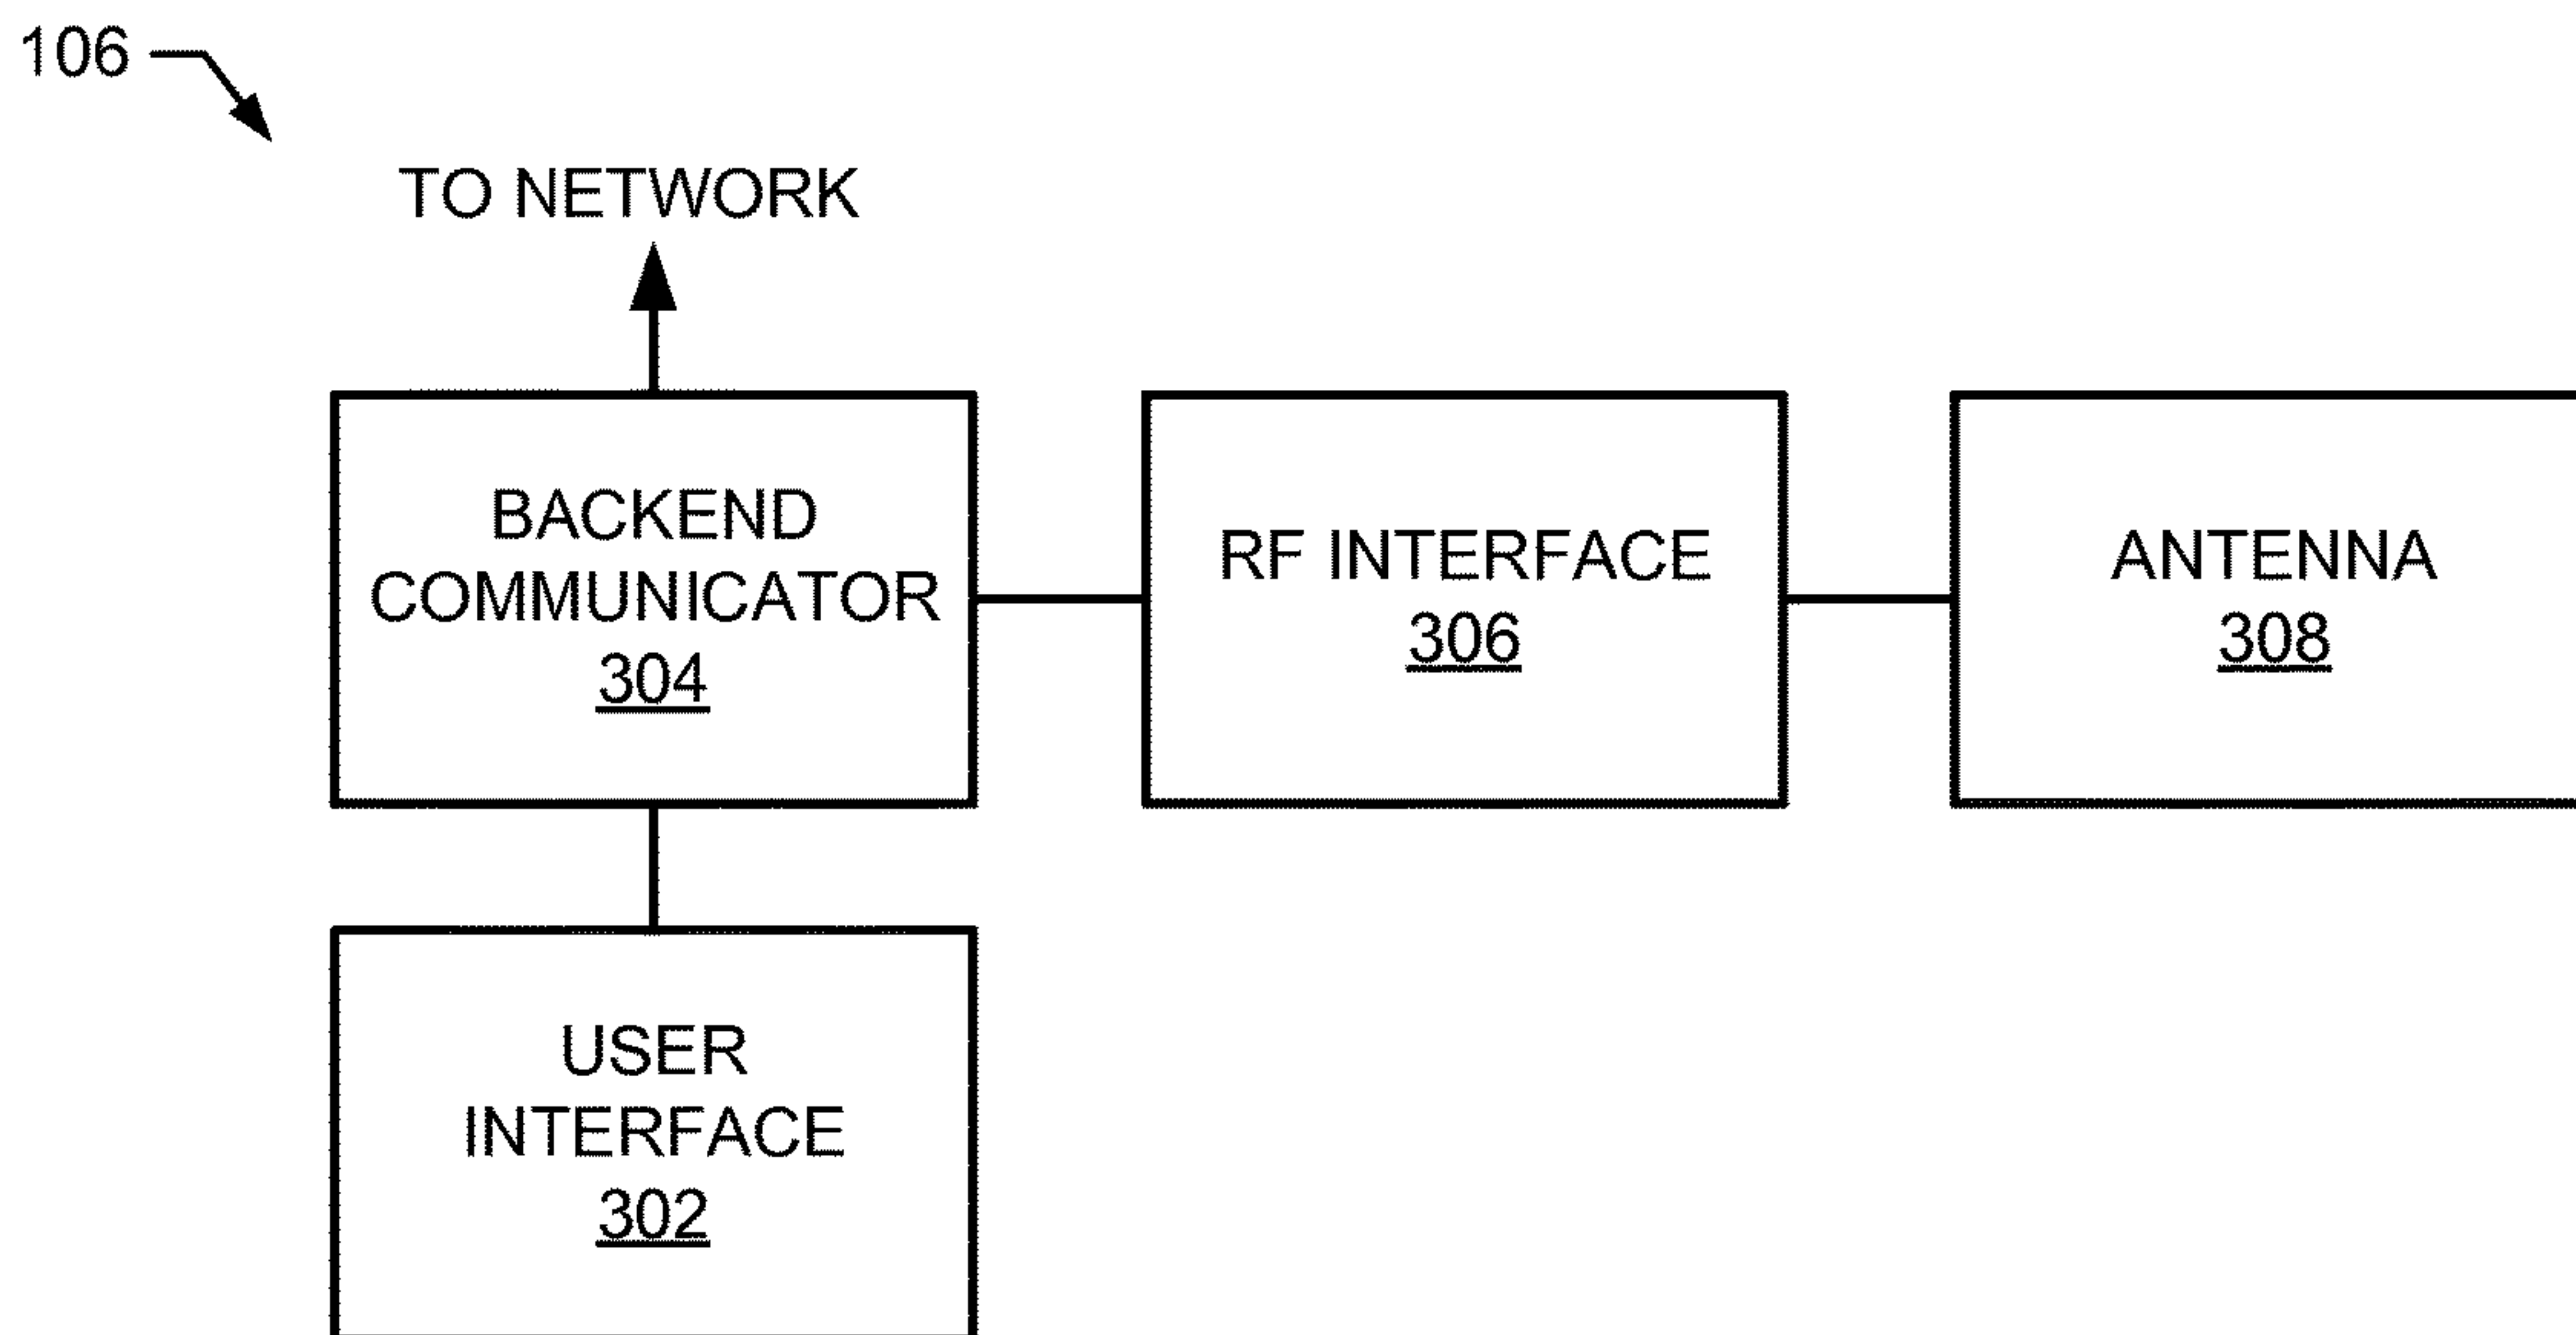 106
TO NETWORK
BACKEND
COMMUNICATOR
304
RF INTERFACE
306
ANTENNA
308
USER
INTERFACE
302